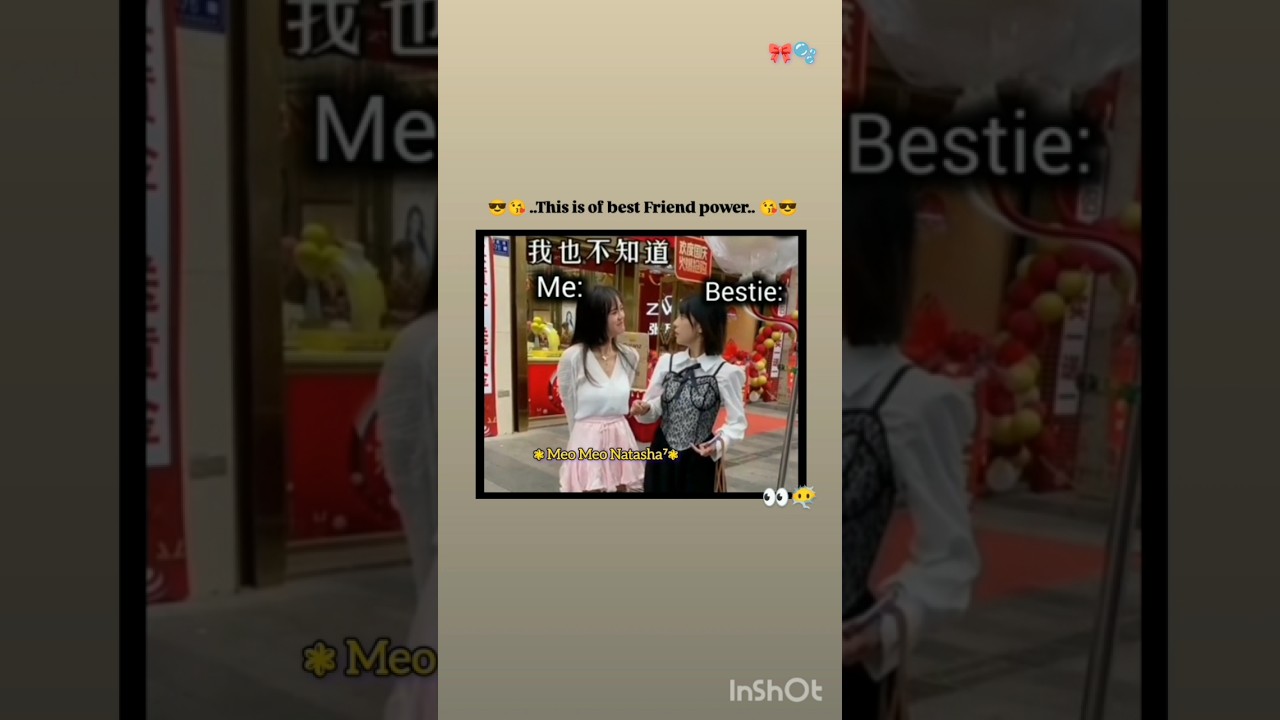 😎😘 ..This is of best Friend power.. 😘😎
我也不知道
Me:
Bestie:
❃Meo Meo Natasha⁷❃
InShOt
我也
Me
Bestie:
❃ Meo